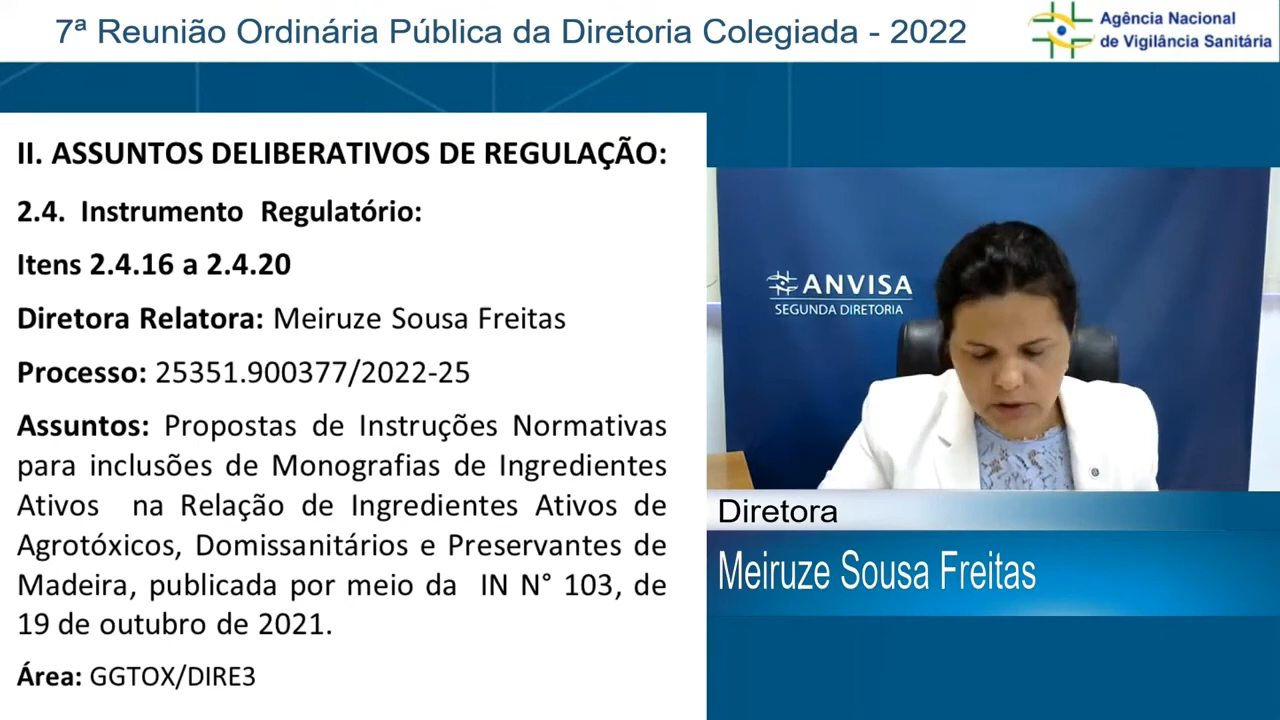 7ª Reunião Ordinária Pública da Diretoria Colegiada - 2022
Agência Nacional
de Vigilância Sanitária
II. ASSUNTOS DELIBERATIVOS DE REGULAÇÃO:
2.4. Instrumento Regulatório:
Itens 2.4.16 a 2.4.20
Diretora Relatora: Meiruze Sousa Freitas
Processo: 25351.900377/2022-25
Assuntos: Propostas de Instruções Normativas
para inclusões de Monografias de Ingredientes
Ativos na Relação de Ingredientes Ativos de
Agrotóxicos, Domissanitários e Preservantes de
Madeira, publicada por meio da IN N° 103, de
19 de outubro de 2021.
Área: GGTOX/DIRE3
ANVISA
SEGUNDA DIRETORIA
Diretora
Meiruze Sousa Freitas